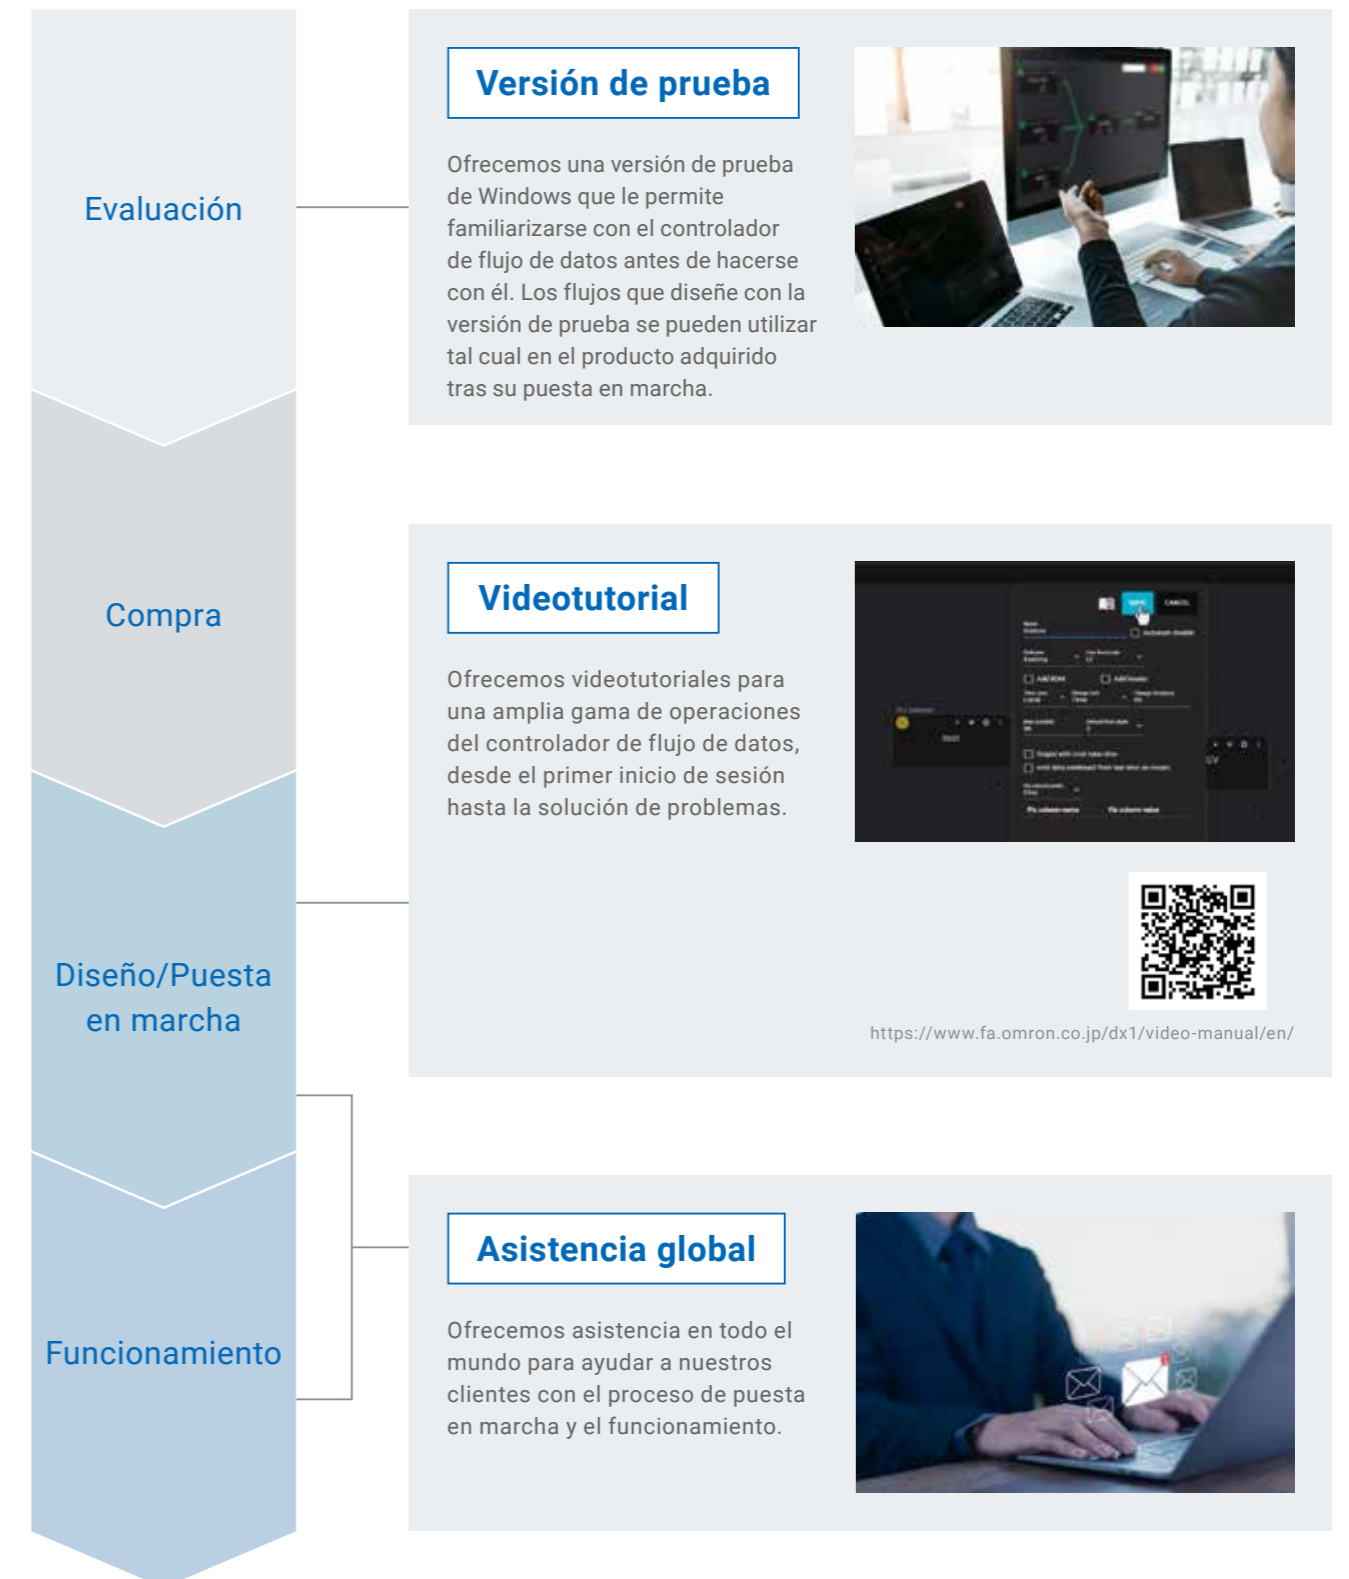 Evaluación
Versión de prueba
Ofrecemos una versión de prueba
de Windows que le permite
familiarizarse con el controlador
de flujo de datos antes de hacerse
con él. Los flujos que diseñe con la
versión de prueba se pueden utilizar
tal cual en el producto adquirido
tras su puesta en marcha.
Compra
Videotutorial
Ofrecemos videotutoriales para
una amplia gama de operaciones
del controlador de flujo de datos,
desde el primer inicio de sesión
hasta la solución de problemas.
CANCEL
Add BOM
Add header
https://www.fa.omron.co.jp/dx1/video-manual/en/
Diseño/Puesta
en marcha
Asistencia global
Ofrecemos asistencia en todo el
mundo para ayudar a nuestros
clientes con el proceso de puesta
en marcha y el funcionamiento.
Funcionamiento